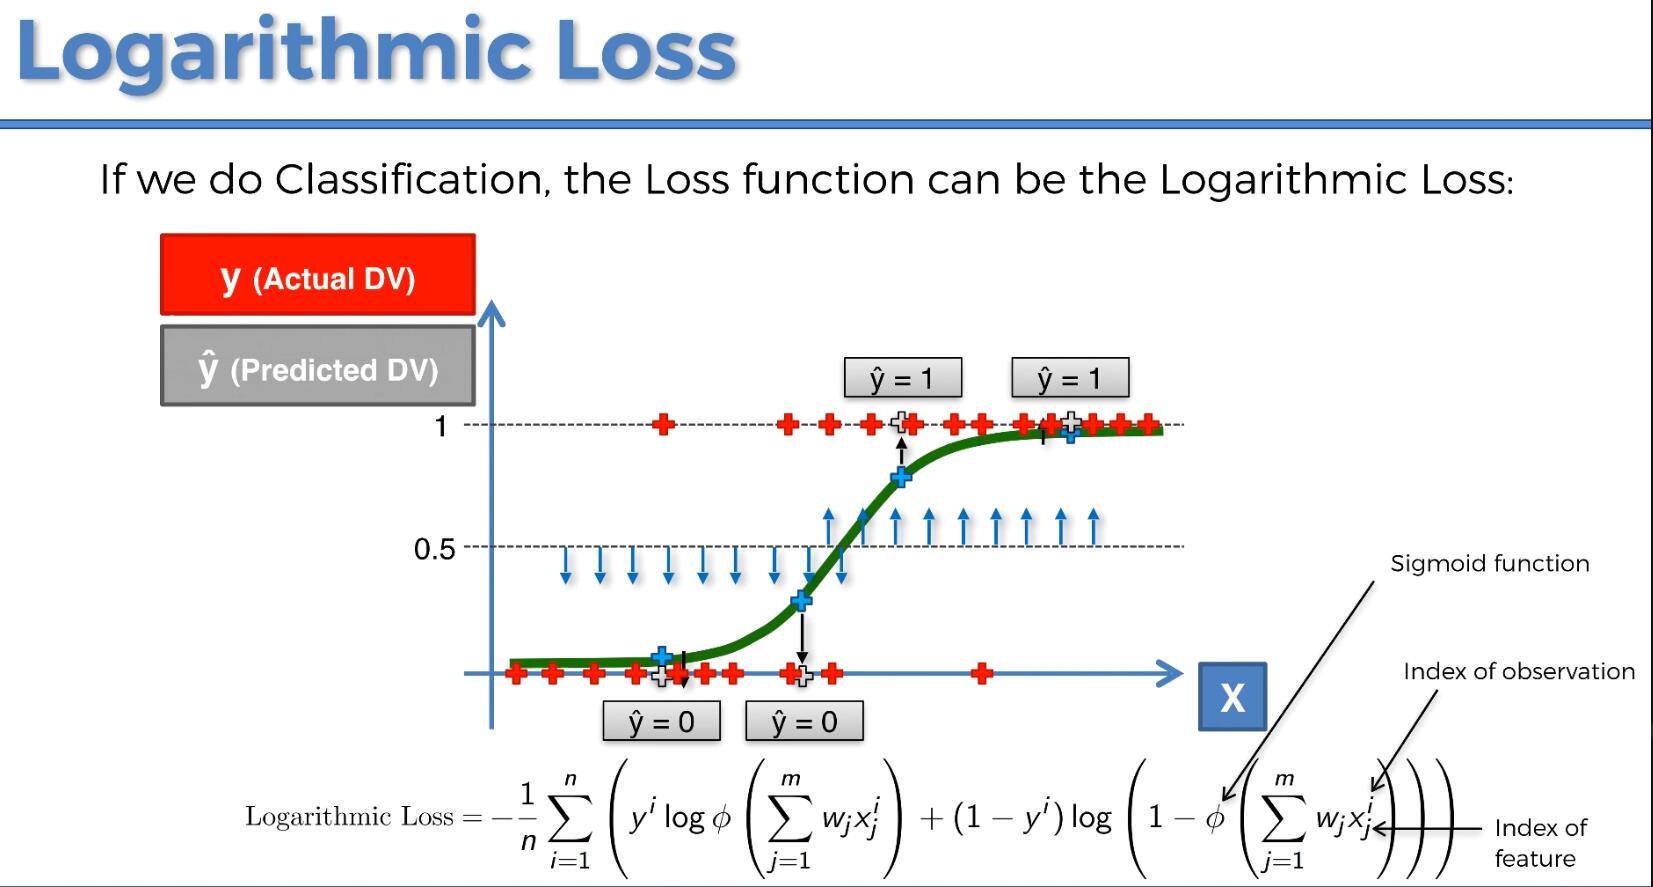 Logarithmic Loss
If we do Classification, the Loss function can be the Logarithmic Loss:
y (Actual DV)
ŷ (Predicted DV)
ŷ = 1
ŷ = 1
1
0.5
Sigmoid function
Index of observation
X
ŷ = 0
ŷ = 0
Logarithmic Loss = −\frac{1}{n} \sum_{i=1}^{n} \left( y^i \log \phi \left( \sum_{j=1}^{m} w_j x_j^i \right) + (1 − y^i) \log \left( 1 − \phi \left( \sum_{j=1}^{m} w_j x_j^i \right) \right) \right)
Index of
feature